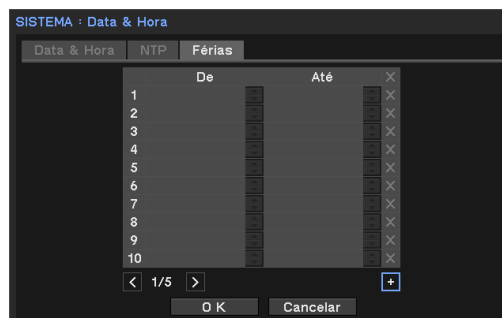 SISTEMA : Data & Hora
Data & Hora NTP Férias
De Até X
1 X
2 X
3 X
4 X
5 X
6 X
7 X
8 X
9 X
10 X
< 1/5 > +
OK Cancelar